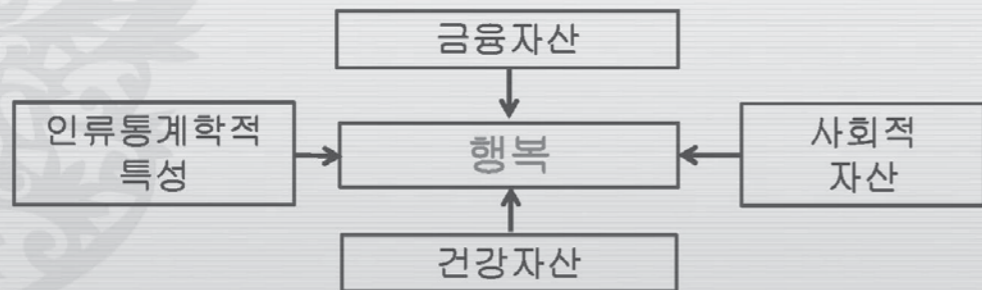 금융자산
인류통계학적
특성
행복
사회적
자산
건강자산